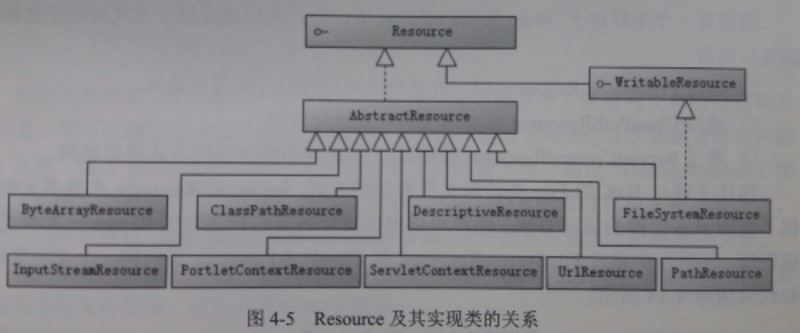 Resource
WritableResource
AbstractResource
ByteArrayResource
ClassPathResource
DescriptiveResource
FileSystemResource
InputStreamResource
PortletContextResource
ServletContextResource
UrlResource
PathResource
图 4-5 Resource 及其实现类的关系